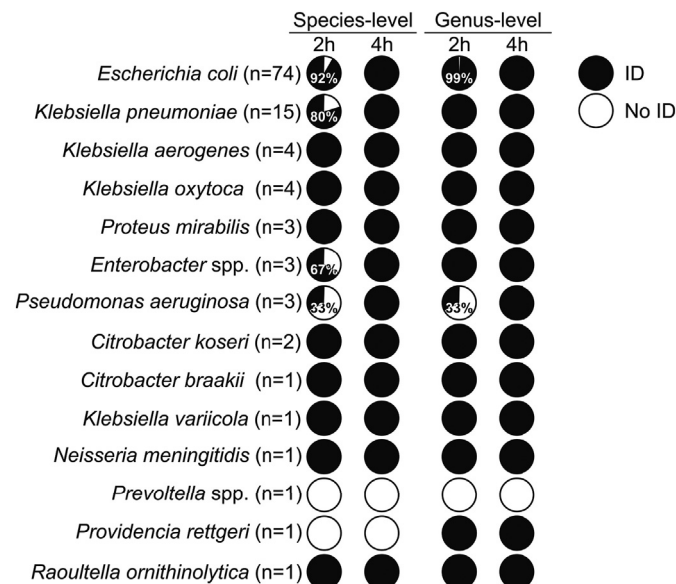 Species-level Genus-level
2h 4h 2h 4h
Escherichia coli (n=74) 92% 99% ID
Klebsiella pneumoniae (n=15) 80% No ID
Klebsiella aerogenes (n=4)
Klebsiella oxytoca (n=4)
Proteus mirabilis (n=3)
Enterobacter spp. (n=3) 67%
Pseudomonas aeruginosa (n=3) 33% 33%
Citrobacter koseri (n=2)
Citrobacter braakii (n=1)
Klebsiella variicola (n=1)
Neisseria meningitidis (n=1)
Prevoltella spp. (n=1)
Providencia rettgeri (n=1)
Raoultella ornithinolytica (n=1)